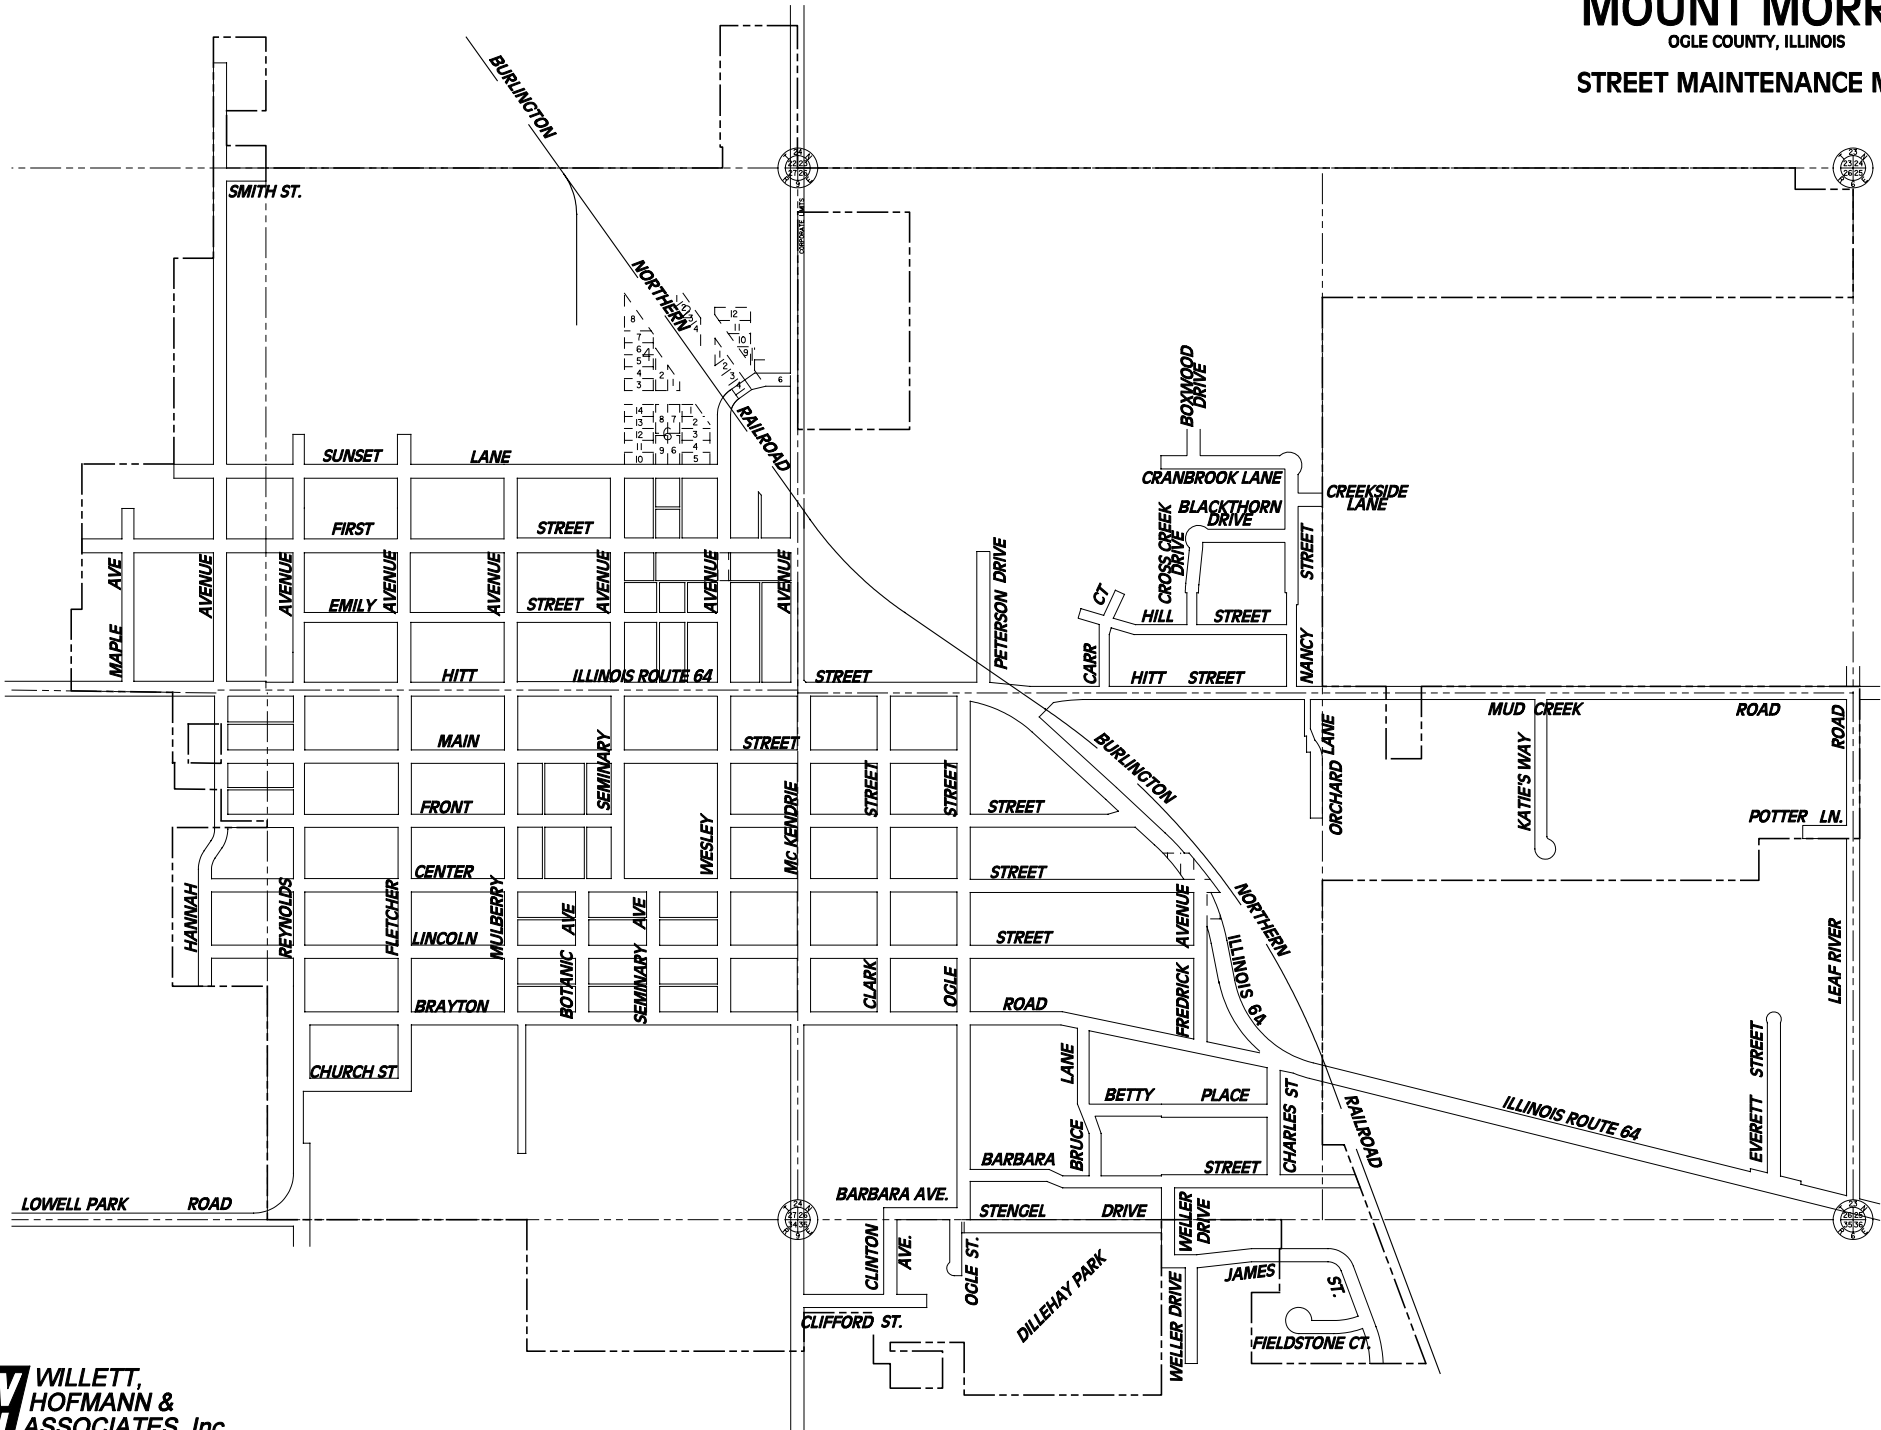 MOUNT MORR
OGLE COUNTY, ILLINOIS
STREET MAINTENANCE M
BURLINGTON
NORTHERN
RAILROAD
SMITH ST.
CORPORATE LIMITS
SUNSET LANE
FIRST STREET
EMILY STREET
MAPLE AVE
AVENUE
AVENUE
AVENUE
AVENUE
AVENUE
AVENUE
AVENUE
HITT ILLINOIS ROUTE 64 STREET
PETERSON DRIVE
BOXWOOD
DRIVE
CRANBROOK LANE
CREEKSIDE
LANE
BLACKTHORN
DRIVE
CROSS CREEK
DRIVE
NANCY STREET
CARR CT
HILL STREET
HITT STREET
MUD CREEK ROAD
ORCHARD LANE
KATIE'S WAY
POTTER LN.
LEAF RIVER ROAD
MAIN STREET
FRONT STREET
CENTER STREET
LINCOLN STREET
BRAYTON ROAD
HANNAH
REYNOLDS
FLETCHER
MULBERRY
SEMINARY
BOTANIC AVE
SEMINARY AVE
WESLEY
Mc KENDRIE
CLARK STREET
OGLE STREET
FREDRICK AVENUE
BURLINGTON
NORTHERN
RAILROAD
ILLINOIS 64
ILLINOIS ROUTE 64
EVERETT STREET
CHURCH ST
BRUCE LANE
BETTY PLACE
CHARLES ST
BARBARA STREET
LOWELL PARK ROAD
BARBARA AVE.
STENGEL DRIVE
WELLER
DRIVE
CLINTON AVE.
OGLE ST.
DILLEHAY PARK
JAMES ST.
WELLER DRIVE
CLIFFORD ST.
FIELDSTONE CT.
WILLETT,
HOFMANN &
ASSOCIATES, Inc